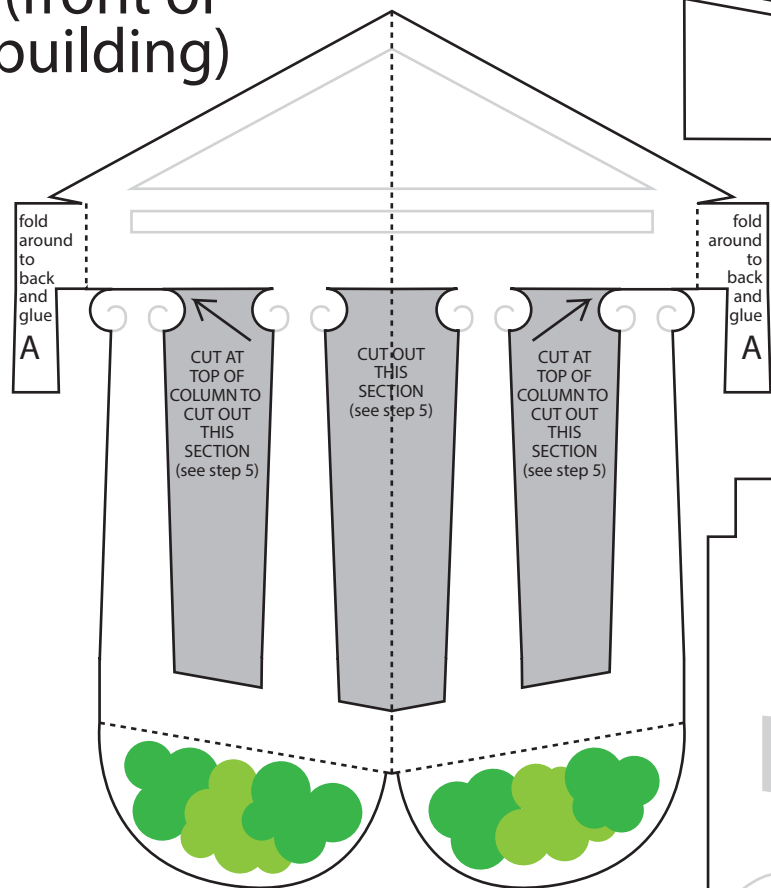 (front of
building)
fold
around
to
back
and
glue
A
fold
around
to
back
and
glue
A
CUT AT
TOP OF
COLUMN TO
CUT OUT
THIS
SECTION
(see step 5)
CUT OUT
THIS
SECTION
(see step 5)
CUT AT
TOP OF
COLUMN TO
CUT OUT
THIS
SECTION
(see step 5)